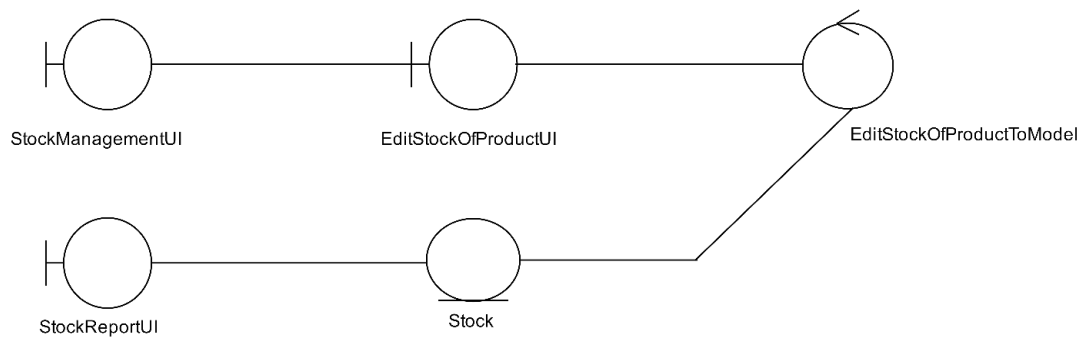 StockManagementUI
EditStockOfProductUI
EditStockOfProductToModel
StockReportUI
Stock